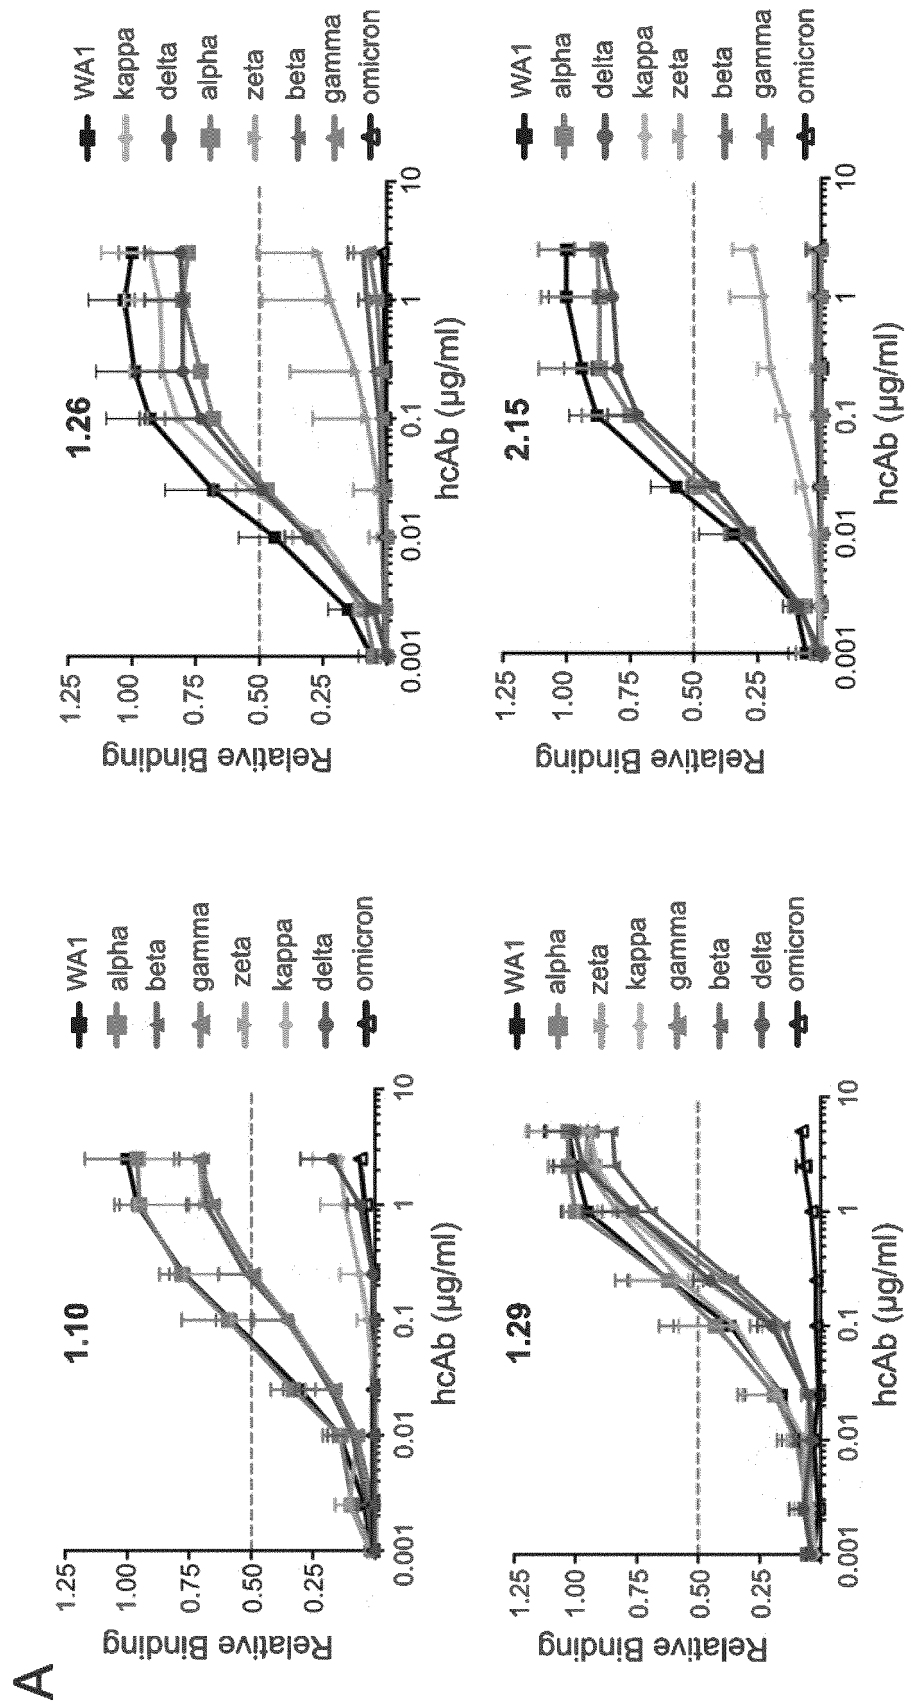 A
1.10
Relative Binding
1.25
1.00
0.75
0.50
0.25
0.001
0.01
0.1
1
10
hcAb (µg/ml)
WA1
alpha
beta
gamma
zeta
kappa
delta
omicron
1.26
Relative Binding
1.25
1.00
0.75
0.50
0.25
0.001
0.01
0.1
1
10
hcAb (µg/ml)
WA1
kappa
delta
alpha
zeta
beta
gamma
omicron
1.29
Relative Binding
1.25
1.00
0.75
0.50
0.25
0.001
0.01
0.1
1
10
hcAb (µg/ml)
WA1
alpha
zeta
kappa
gamma
beta
delta
omicron
2.15
Relative Binding
1.25
1.00
0.75
0.50
0.25
0.001
0.01
0.1
1
10
hcAb (µg/ml)
WA1
alpha
delta
kappa
zeta
beta
gamma
omicron